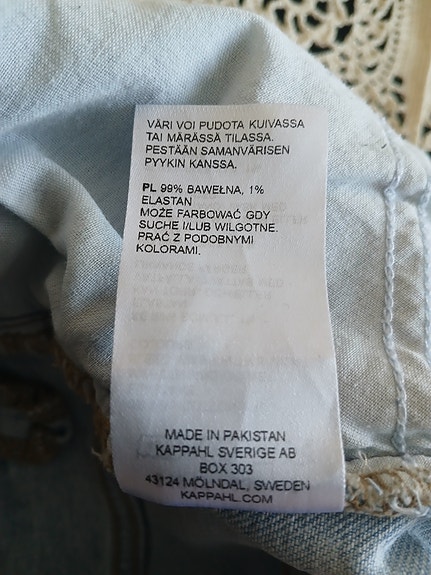 VÄRI VOI PUDOTA KUIVASSA
TAI MÄRÄSSÄ TILASSA.
PESTÄÄN SAMANVÄRISEN
PYYKIN KANSSA.
PL 99% BAWEŁNA, 1%
ELASTAN
MOŻE FARBOWAĆ GDY
SUCHE I/LUB WILGOTNE.
PRAĆ Z PODOBNYMI
KOLORAMI.
MADE IN PAKISTAN
KAPPAHL SVERIGE AB
BOX 303
43124 MÖLNDAL, SWEDEN
KAPPAHL.COM